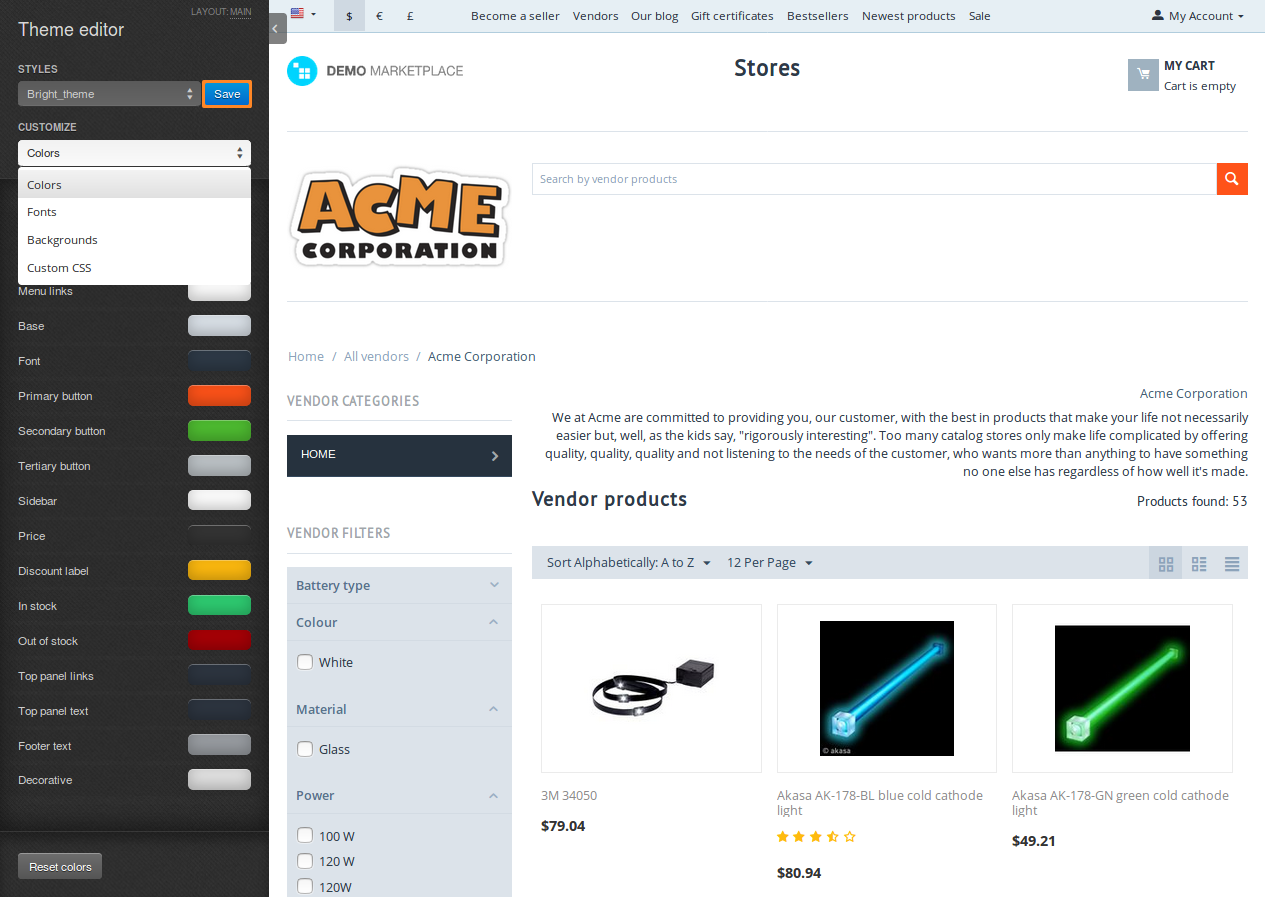 LAYOUT: MAIN
Theme editor
STYLES
Bright_theme
Save
CUSTOMIZE
Colors
Colors
Fonts
Backgrounds
Custom CSS
Menu links
Base
Font
Primary button
Secondary button
Tertiary button
Sidebar
Price
Discount label
In stock
Out of stock
Top panel links
Top panel text
Footer text
Decorative
Reset colors
$ € £ Become a seller Vendors Our blog Gift certificates Bestsellers Newest products Sale My Account
DEMO MARKETPLACE
Stores
MY CART
Cart is empty
ACME
CORPORATION
Search by vendor products
Home / All vendors / Acme Corporation
VENDOR CATEGORIES
HOME
VENDOR FILTERS
Battery type
Colour
White
Material
Glass
Power
100 W
120 W
120W
Acme Corporation
We at Acme are committed to providing you, our customer, with the best in products that make your life not necessarily
easier but, well, as the kids say, "rigorously interesting". Too many catalog stores only make life complicated by offering
quality, quality, quality and not listening to the needs of the customer, who wants more than anything to have something
no one else has regardless of how well it's made.
Vendor products
Products found: 53
Sort Alphabetically: A to Z 12 Per Page
3M 34050
$79.04
© akasa
Akasa AK-178-BL blue cold cathode
light
$80.94
Akasa AK-178-GN green cold cathode
light
$49.21